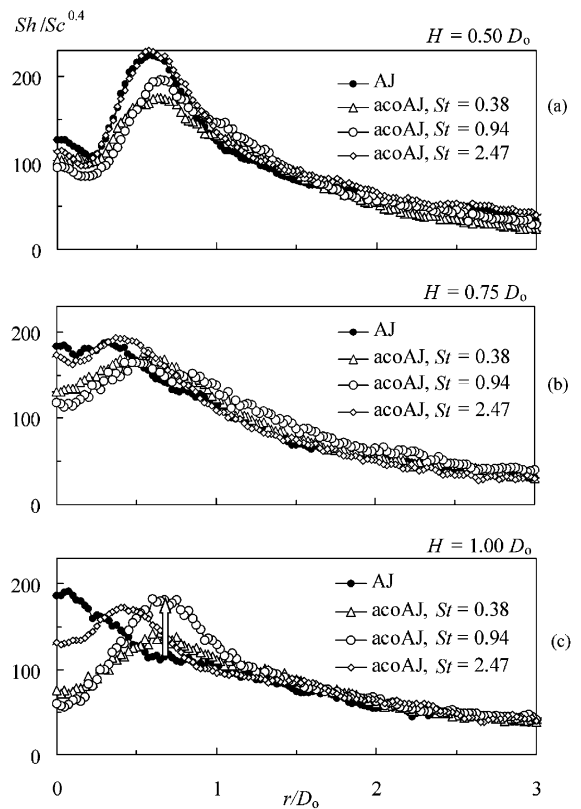 Sh/Sc^0.4
H = 0.50 Dₒ
200
100
0
AJ
acoAJ, St = 0.38
acoAJ, St = 0.94
acoAJ, St = 2.47
(a)
H = 0.75 Dₒ
200
100
0
AJ
acoAJ, St = 0.38
acoAJ, St = 0.94
acoAJ, St = 2.47
(b)
H = 1.00 Dₒ
200
100
0
AJ
acoAJ, St = 0.38
acoAJ, St = 0.94
acoAJ, St = 2.47
(c)
0 1 2 3
r/Dₒ